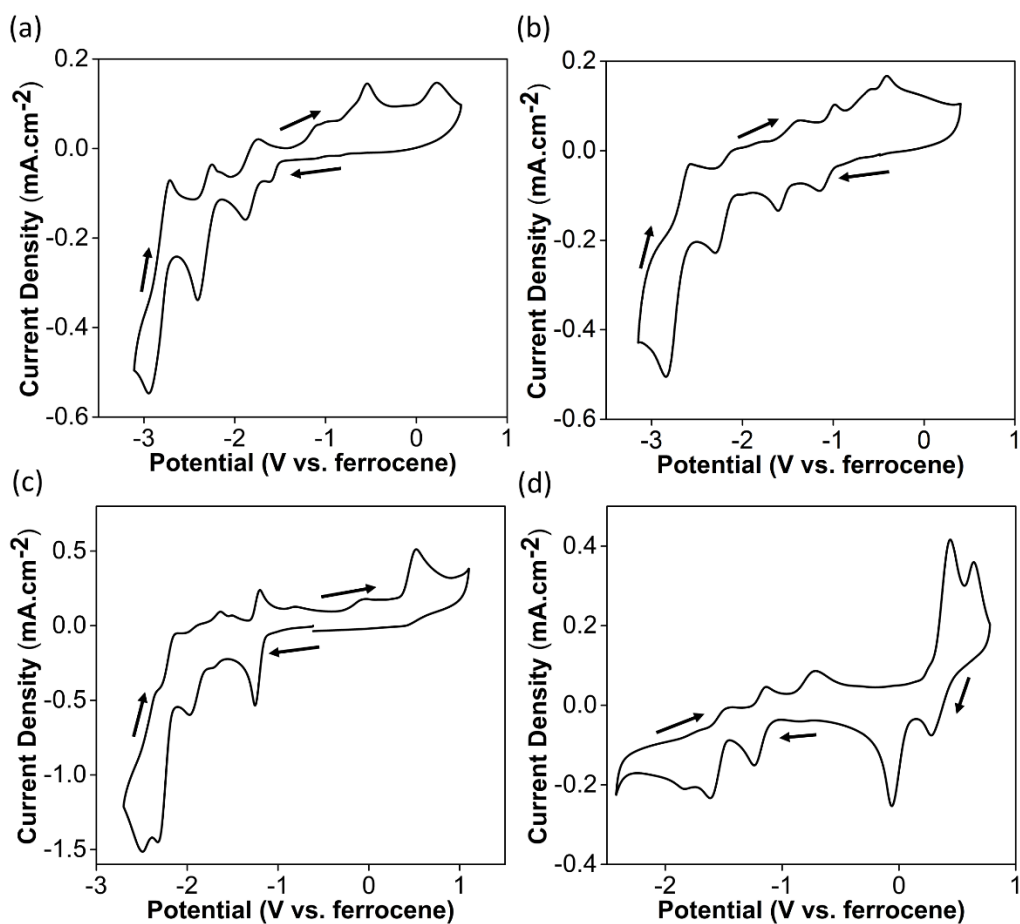 (a)
Current Density (mA.cm-2)
0.2
0.0
-0.2
-0.4
-0.6
-3 -2 -1 0 1
Potential (V vs. ferrocene)
(b)
Current Density (mA.cm-2)
0.2
0.0
-0.2
-0.4
-0.6
-3 -2 -1 0 1
Potential (V vs. ferrocene)
(c)
Current Density (mA.cm-2)
0.5
0.0
-0.5
-1.0
-1.5
-3 -2 -1 0 1
Potential (V vs. ferrocene)
(d)
Current Density (mA.cm-2)
0.4
0.2
0.0
-0.2
-0.4
-2 -1 0 1
Potential (V vs. ferrocene)